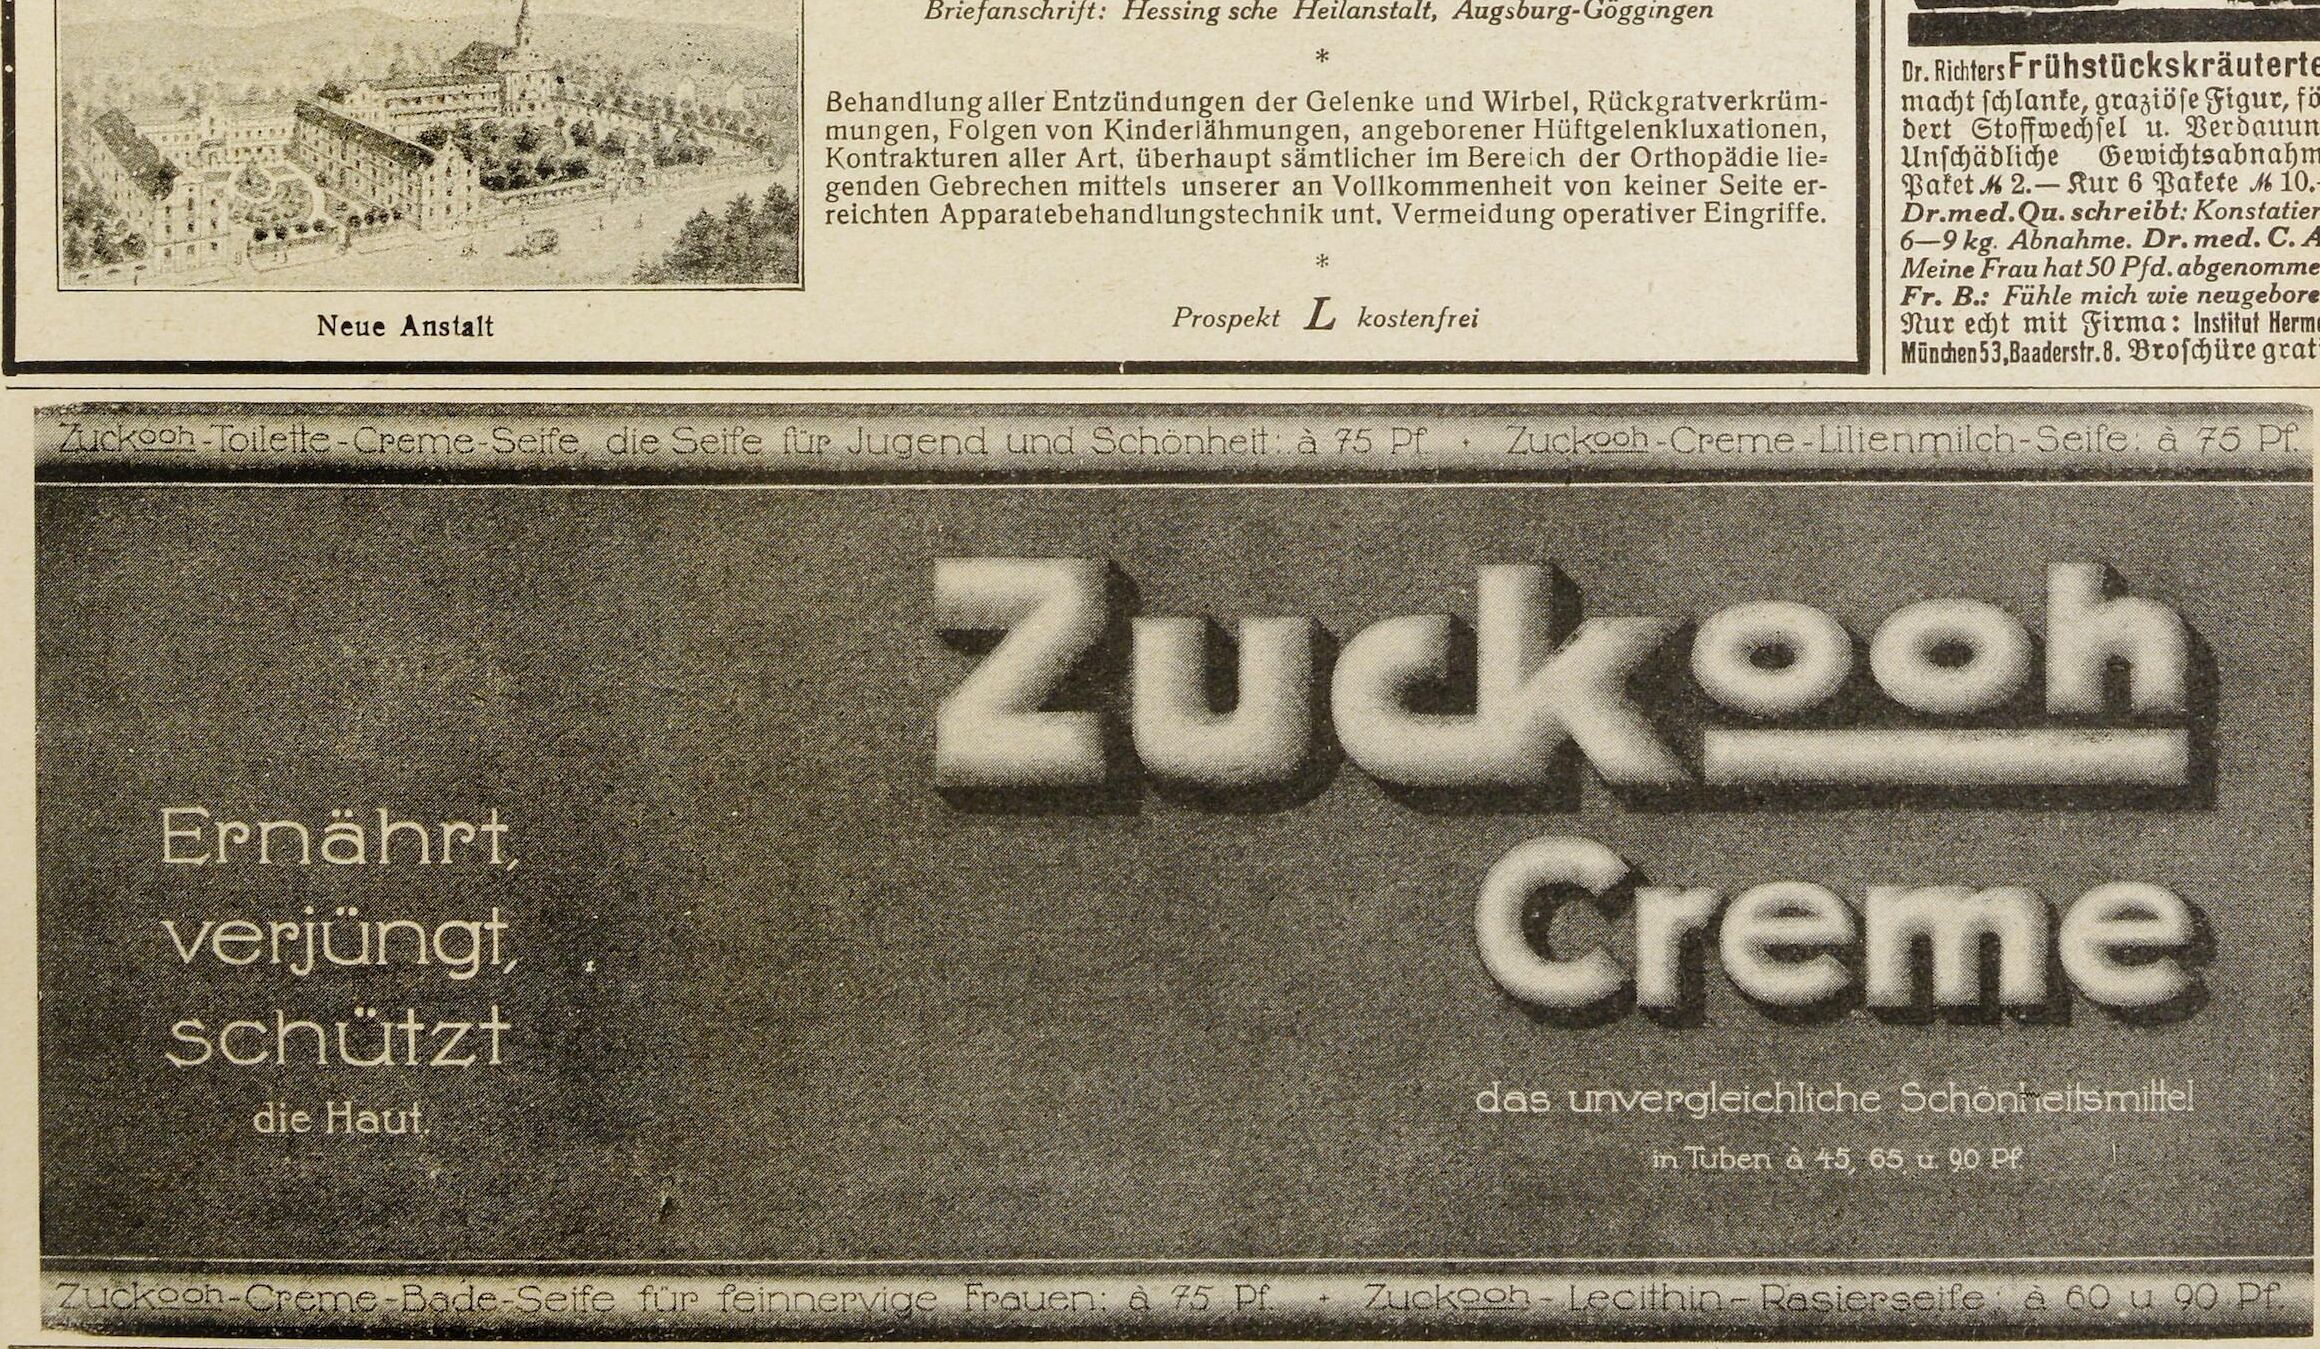 Briefanschrift: Hessing sche Heilanstalt, Augsburg-Göggingen
*
Behandlung aller Entzündungen der Gelenke und Wirbel, Rückgratverkrüm-
mungen, Folgen von Kinderlähmungen, angeborener Hüftgelenkluxationen,
Kontrakturen aller Art, überhaupt sämtlicher im Bereich der Orthopädie lie=
genden Gebrechen mittels unserer an Vollkommenheit von keiner Seite er-
reichten Apparatebehandlungstechnik unt. Vermeidung operativer Eingriffe.
*
Prospekt L kostenfrei
Neue Anstalt
Dr. Richters Frühstückskräuterte
macht schlanke, graziöse Figur, fö
dert Stoffwechsel u. Verdauun
Unschädliche Gewichtsabnahm
Paket ℳ 2.— Kur 6 Pakete ℳ 10.
Dr. med. Qu. schreibt: Konstatier
6—9 kg. Abnahme. Dr. med. C. A
Meine Frau hat 50 Pfd. abgenomme
Fr. B.: Fühle mich wie neugebore
Nur echt mit Firma: Institut Herm
München 53, Baaderstr. 8. Broschüre grat
Zuckooh-Toilette-Creme-Seife, die Seife für Jugend und Schönheit: à 75 Pf. · Zuckooh-Creme-Lilienmilch-Seife: à 75 Pf.
Zuckooh
Creme
Ernährt,
verjüngt,
schützt
die Haut.
das unvergleichliche Schönheitsmittel
in Tuben à 45, 65 u. 90 Pf.
Zuckooh-Creme-Bade-Seife für feinnervige Frauen: à 75 Pf. · Zuckooh-Lecithin-Rasierseife: à 60 u 90 Pf.